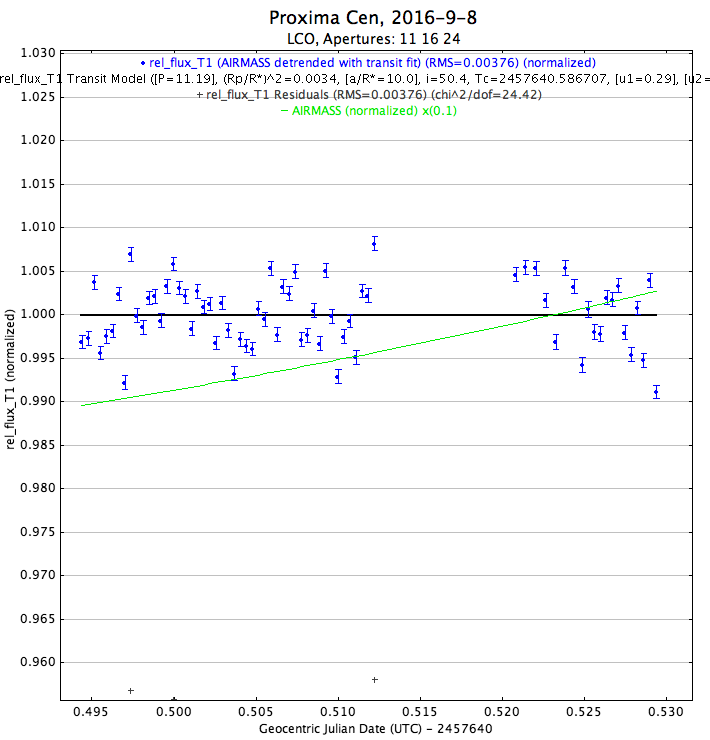 Proxima Cen, 2016-9-8
LCO, Apertures: 11 16 24
rel_flux_T1 (AIRMASS detrended with transit fit) (RMS=0.00376) (normalized)
rel_flux_T1 Transit Model ([P=11.19], (Rp/R*)^2=0.0034, [a/R*=10.0], i=50.4, Tc=2457640.586707, [u1=0.29], [u2=
rel_flux_T1 Residuals (RMS=0.00376) (chi^2/dof=24.42)
AIRMASS (normalized) x(0.1)
rel_flux_T1 (normalized)
1.030
1.025
1.020
1.015
1.010
1.005
1.000
0.995
0.990
0.985
0.980
0.975
0.970
0.965
0.960
0.495 0.500 0.505 0.510 0.515 0.520 0.525 0.530
Geocentric Julian Date (UTC) - 2457640